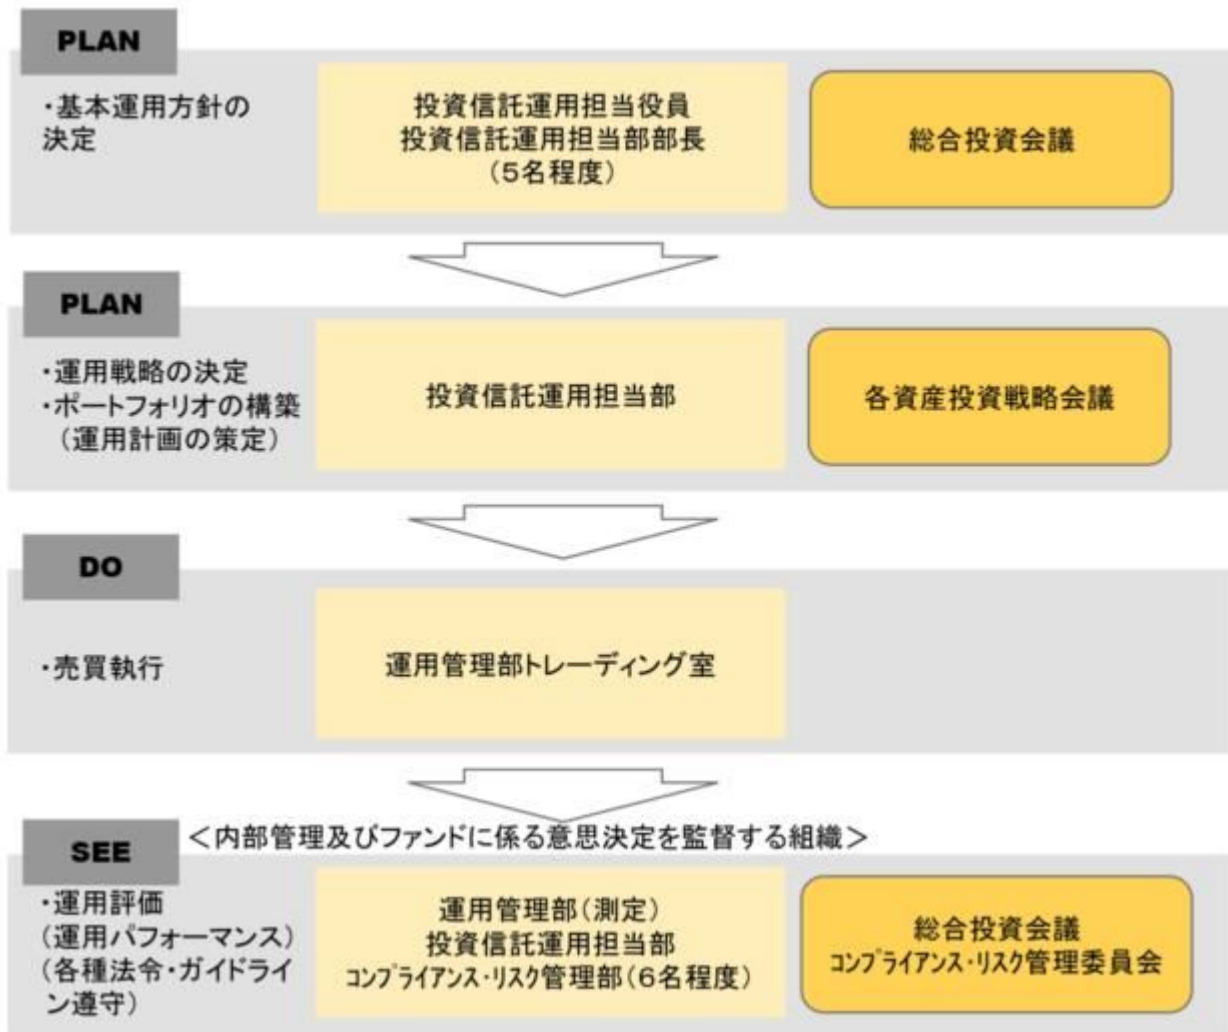 PLAN
・基本運用方針の
決定
投資信託運用担当役員
投資信託運用担当部部長
（5名程度）
総合投資会議
PLAN
・運用戦略の決定
・ポートフォリオの構築
（運用計画の策定）
投資信託運用担当部
各資産投資戦略会議
DO
・売買執行
運用管理部トレーディング室
＜内部管理及びファンドに係る意思決定を監督する組織＞
SEE
・運用評価
（運用パフォーマンス）
（各種法令・ガイドライ
ン遵守）
運用管理部（測定）
投資信託運用担当部
コンプライアンス・リスク管理部（6名程度）
総合投資会議
コンプライアンス・リスク管理委員会